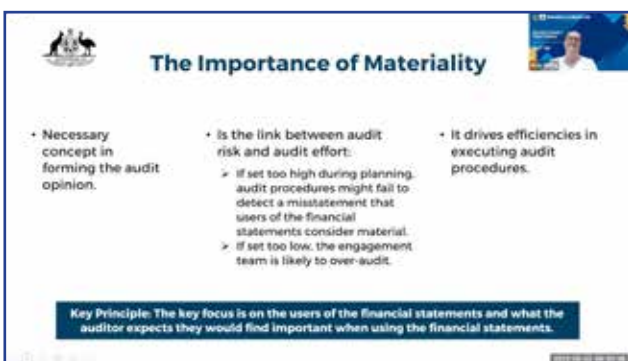 The Importance of Materiality
• Necessary
concept in
forming the audit
opinion.
• Is the link between audit
risk and audit effort:
➢ If set too high during planning,
audit procedures might fail to
detect a misstatement that
users of the financial
statements consider material.
➢ If set too low, the engagement
team is likely to over-audit.
• It drives efficiencies in
executing audit
procedures.
Key Principle: The key focus is on the users of the financial statements and what the
auditor expects they would find important when using the financial statements.